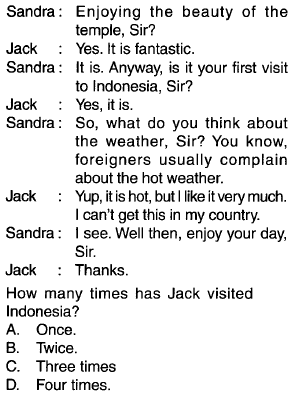 Sandra : Enjoying the beauty of the
temple, Sir?
Jack : Yes. It is fantastic.
Sandra : It is. Anyway, is it your first visit
to Indonesia, Sir?
Jack : Yes, it is.
Sandra : So, what do you think about
the weather, Sir? You know,
foreigners usually complain
about the hot weather.
Jack : Yup, it is hot, but I like it very much.
I can't get this in my country.
Sandra : I see. Well then, enjoy your day,
Sir.
Jack : Thanks.
How many times has Jack visited
Indonesia?
A. Once.
B. Twice.
C. Three times
D. Four times.